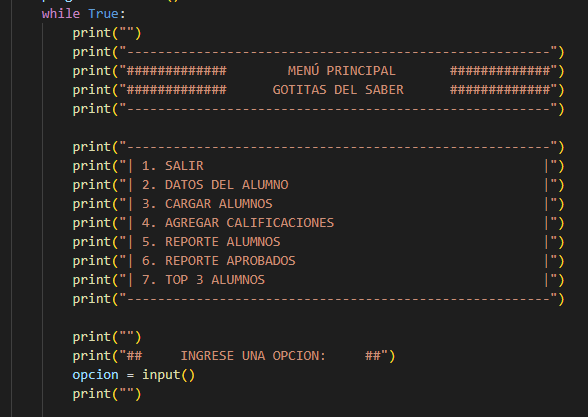 while True:
    print("")
    print("-------------------------------------------------------")
    print("#############        MENÚ PRINCIPAL       #############")
    print("#############      GOTITAS DEL SABER      #############")
    print("-------------------------------------------------------")

    print("-------------------------------------------------------")
    print("| 1. SALIR                                            |")
    print("| 2. DATOS DEL ALUMNO                                 |")
    print("| 3. CARGAR ALUMNOS                                   |")
    print("| 4. AGREGAR CALIFICACIONES                           |")
    print("| 5. REPORTE ALUMNOS                                  |")
    print("| 6. REPORTE APROBADOS                                |")
    print("| 7. TOP 3 ALUMNOS                                    |")
    print("-------------------------------------------------------")

    print("")
    print("##     INGRESE UNA OPCION:     ##")
    opcion = input()
    print("")